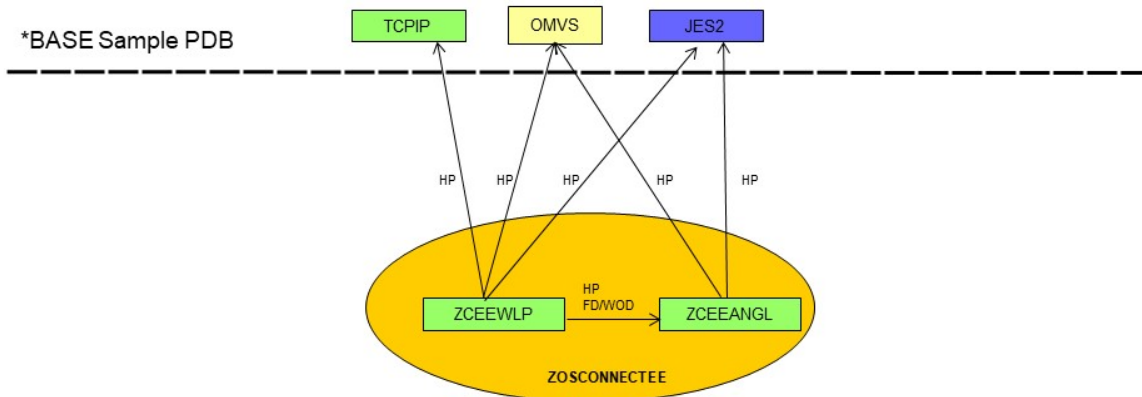 *BASE Sample PDB
TCPIP
OMVS
JES2
HP
HP
HP
HP
HP
ZCEEWLP
HP
FD/WOD
ZCEEANGL
ZOSCONNECTEE